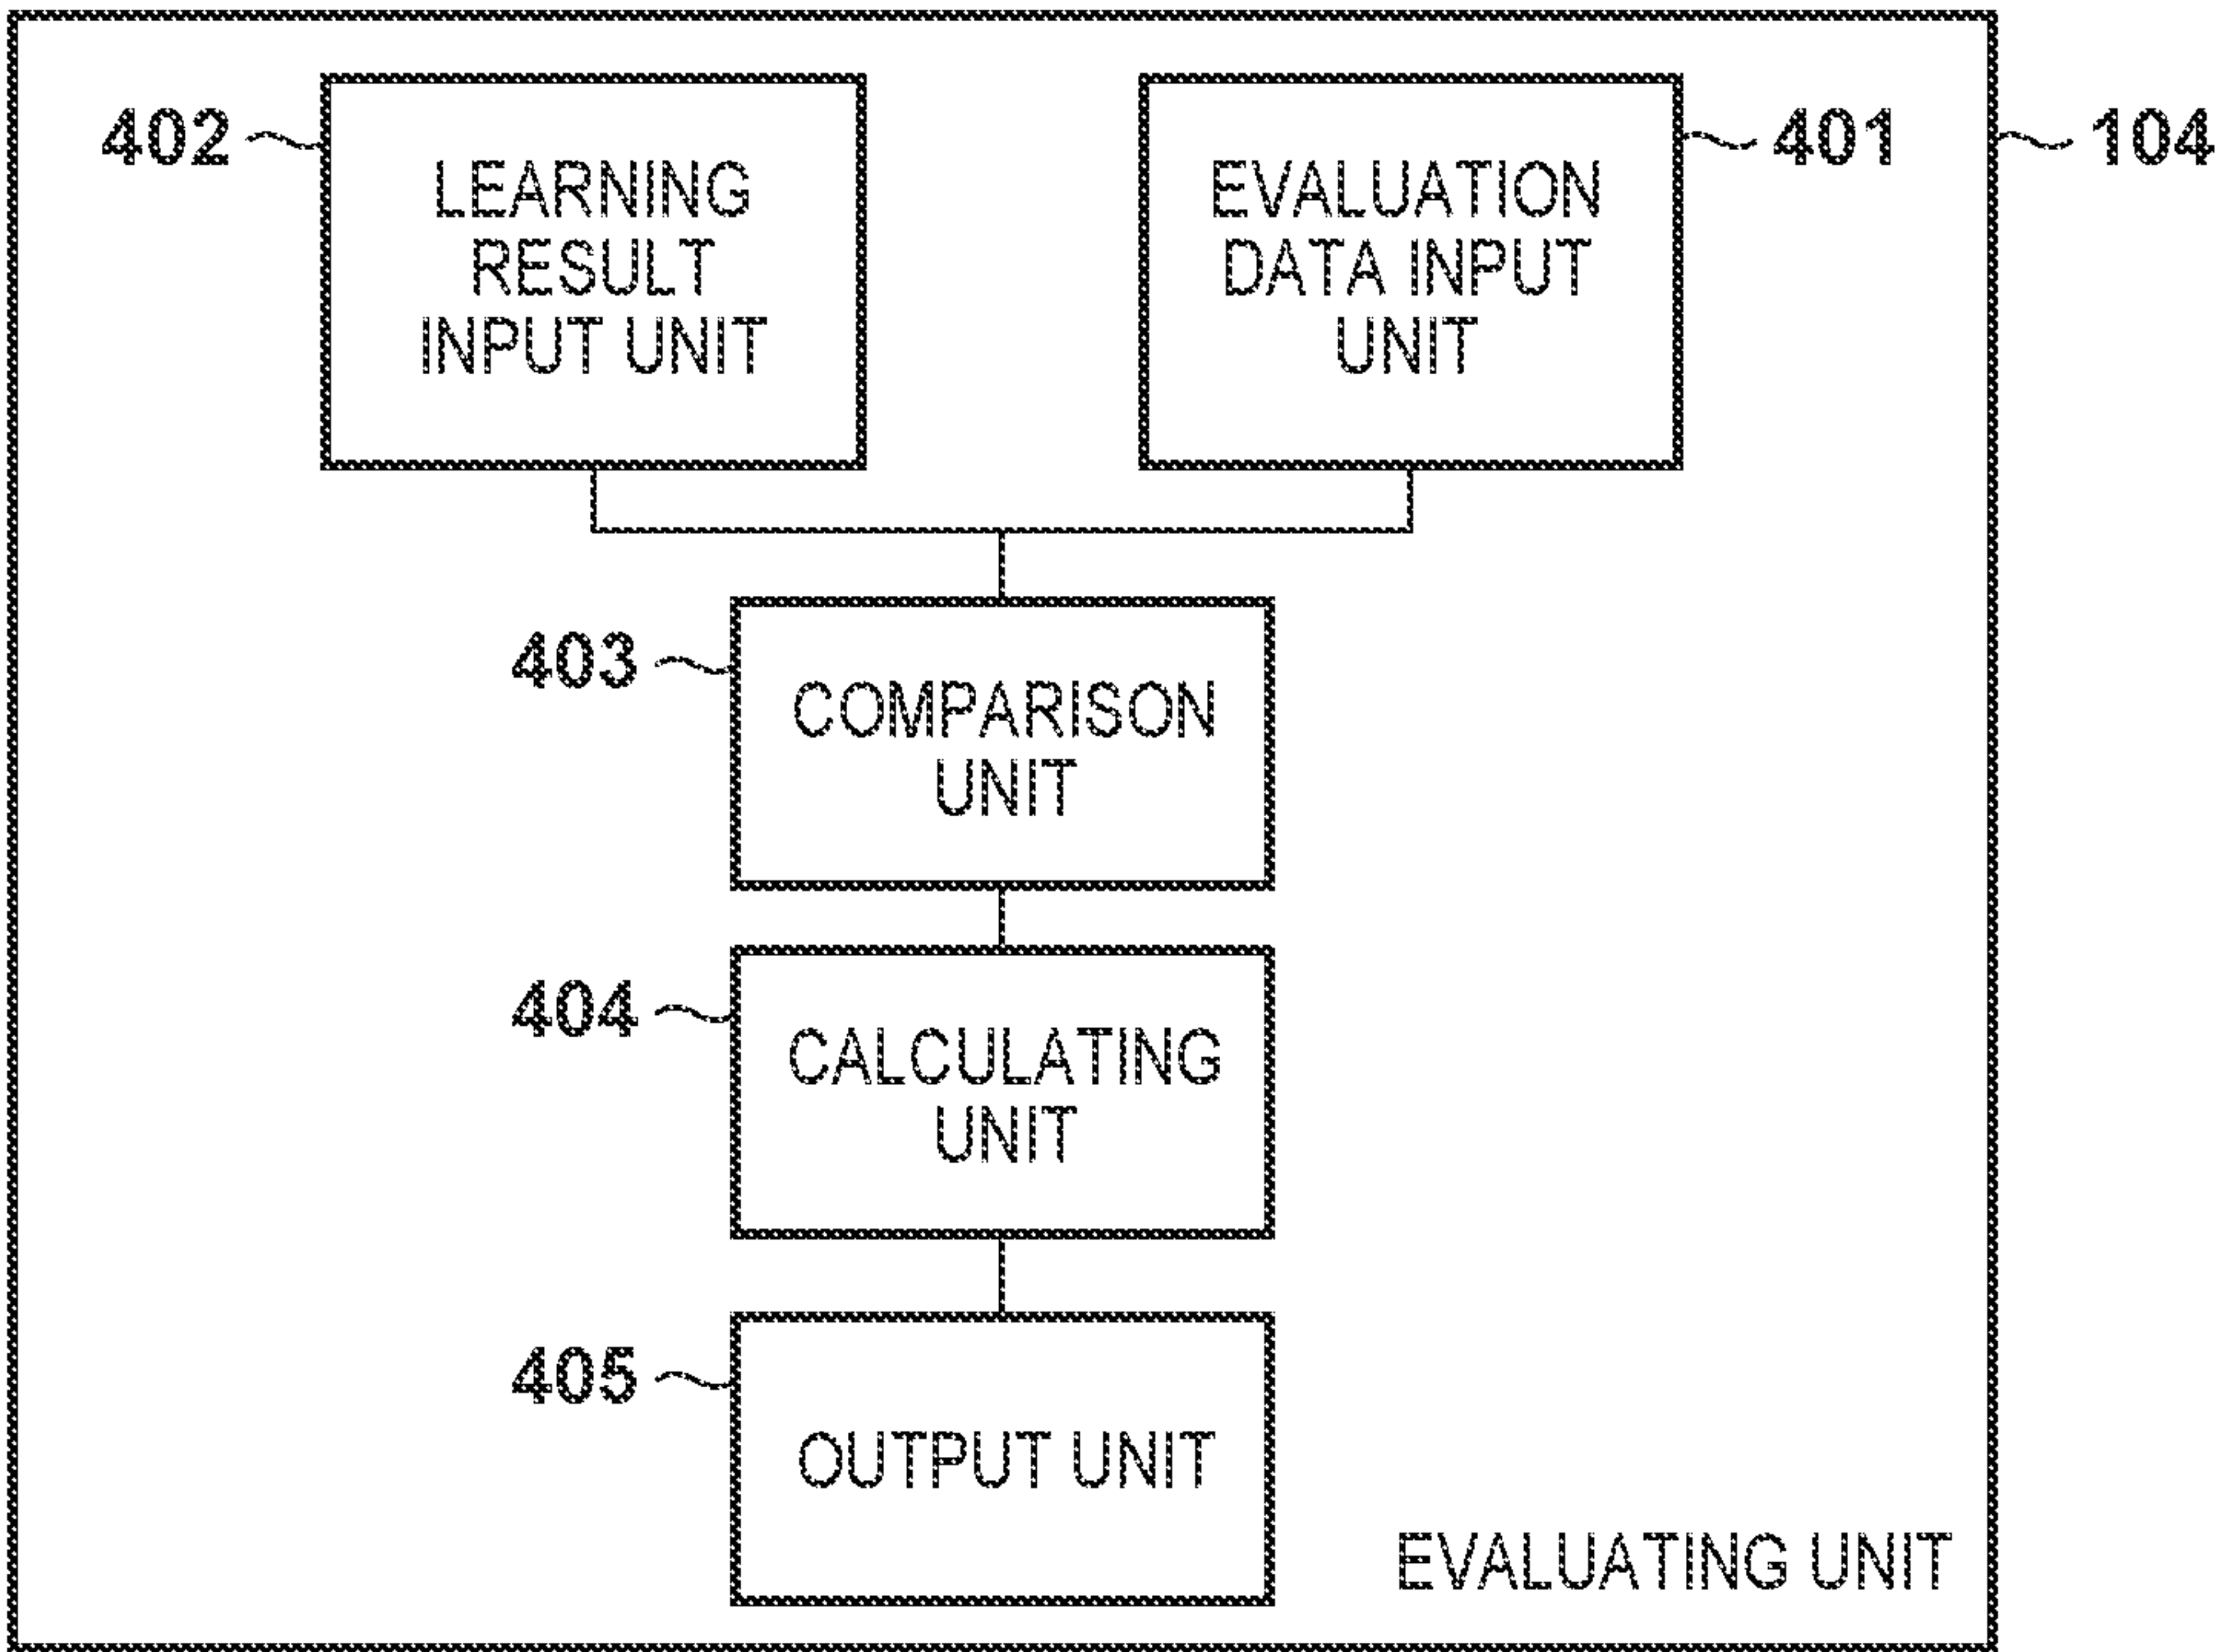 402
LEARNING
RESULT
INPUT UNIT
EVALUATION
DATA INPUT
UNIT
401
104
403
COMPARISON
UNIT
404
CALCULATING
UNIT
405
OUTPUT UNIT
EVALUATING UNIT